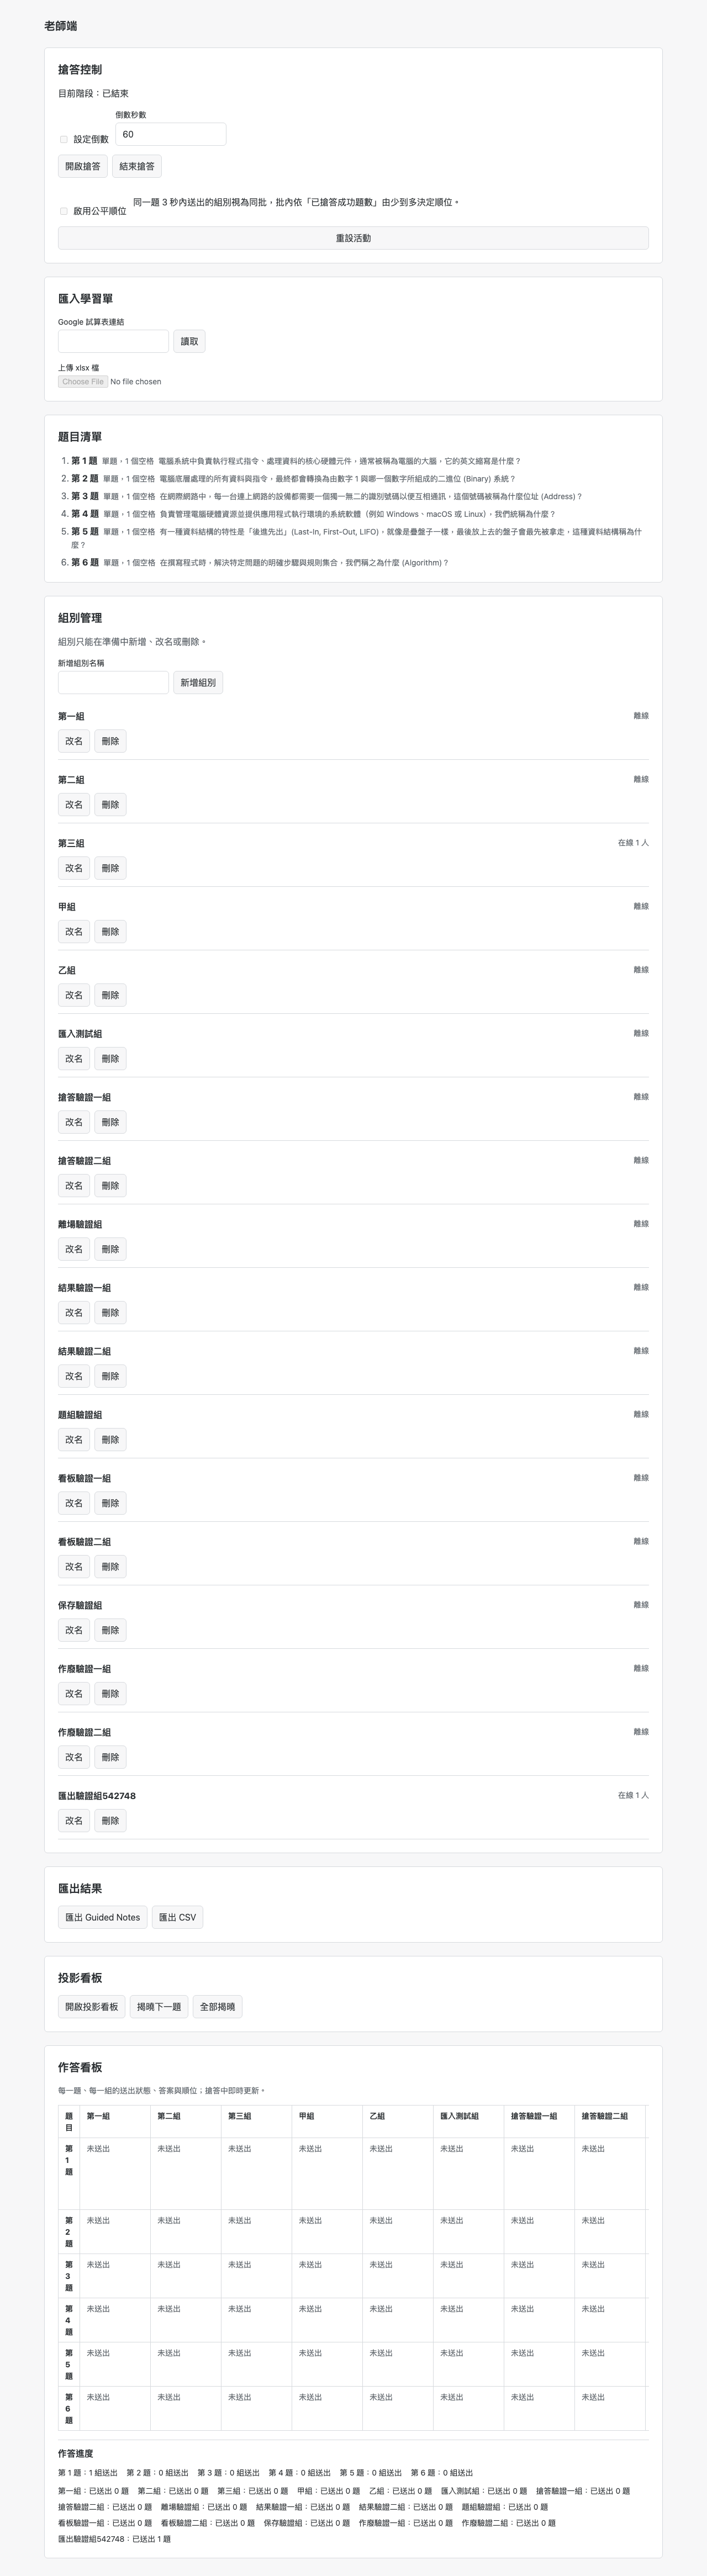 老師端
搶答控制
目前階段：已結束
倒數秒數
設定倒數
60
開啟搶答 結束搶答
同一題 3 秒內送出的組別視為同批，批內依「已搶答成功題數」由少到多決定順位。
啟用公平順位
重設活動
匯入學習單
Google 試算表連結
讀取
上傳 xlsx 檔
Choose File No file chosen
題目清單
1. 第 1 題 單題，1 個空格 電腦系統中負責執行程式指令、處理資料的核心硬體元件，通常被稱為電腦的大腦，它的英文縮寫是什麼？
2. 第 2 題 單題，1 個空格 電腦底層處理的所有資料與指令，最終都會轉換為由數字 1 與哪一個數字所組成的二進位 (Binary) 系統？
3. 第 3 題 單題，1 個空格 在網際網路中，每一台連上網路的設備都需要一個獨一無二的識別號碼以便互相通訊，這個號碼被稱為什麼位址 (Address)？
4. 第 4 題 單題，1 個空格 負責管理電腦硬體資源並提供應用程式執行環境的系統軟體（例如 Windows、macOS 或 Linux），我們統稱為什麼？
5. 第 5 題 單題，1 個空格 有一種資料結構的特性是「後進先出」(Last-In, First-Out, LIFO)，就像是疊盤子一樣，最後放上去的盤子會最先被拿走，這種資料結構稱為什
麼？
6. 第 6 題 單題，1 個空格 在撰寫程式時，解決特定問題的明確步驟與規則集合，我們稱之為什麼 (Algorithm)？
組別管理
組別只能在準備中新增、改名或刪除。
新增組別名稱
新增組別
第一組 離線
改名 刪除
第二組 離線
改名 刪除
第三組 在線 1 人
改名 刪除
甲組 離線
改名 刪除
乙組 離線
改名 刪除
匯入測試組 離線
改名 刪除
搶答驗證一組 離線
改名 刪除
搶答驗證二組 離線
改名 刪除
離場驗證組 離線
改名 刪除
結果驗證一組 離線
改名 刪除
結果驗證二組 離線
改名 刪除
題組驗證組 離線
改名 刪除
看板驗證一組 離線
改名 刪除
看板驗證二組 離線
改名 刪除
保存驗證組 離線
改名 刪除
作廢驗證一組 離線
改名 刪除
作廢驗證二組 離線
改名 刪除
匯出驗證組542748 在線 1 人
改名 刪除
匯出結果
匯出 Guided Notes 匯出 CSV
投影看板
開啟投影看板 揭曉下一題 全部揭曉
作答看板
每一題、每一組的送出狀態、答案與順位；搶答中即時更新。
題目 第一組 第二組 第三組 甲組 乙組 匯入測試組 搶答驗證一組 搶答驗證二組
第 1 題 未送出 未送出 未送出 未送出 未送出 未送出 未送出 未送出
第 2 題 未送出 未送出 未送出 未送出 未送出 未送出 未送出 未送出
第 3 題 未送出 未送出 未送出 未送出 未送出 未送出 未送出 未送出
第 4 題 未送出 未送出 未送出 未送出 未送出 未送出 未送出 未送出
第 5 題 未送出 未送出 未送出 未送出 未送出 未送出 未送出 未送出
第 6 題 未送出 未送出 未送出 未送出 未送出 未送出 未送出 未送出
作答進度
第 1 題：1 組送出 第 2 題：0 組送出 第 3 題：0 組送出 第 4 題：0 組送出 第 5 題：0 組送出 第 6 題：0 組送出
第一組：已送出 0 題 第二組：已送出 0 題 第三組：已送出 0 題 甲組：已送出 0 題 乙組：已送出 0 題 匯入測試組：已送出 0 題 搶答驗證一組：已送出 0 題
搶答驗證二組：已送出 0 題 離場驗證組：已送出 0 題 結果驗證一組：已送出 0 題 結果驗證二組：已送出 0 題 題組驗證組：已送出 0 題
看板驗證一組：已送出 0 題 看板驗證二組：已送出 0 題 保存驗證組：已送出 0 題 作廢驗證一組：已送出 0 題 作廢驗證二組：已送出 0 題
匯出驗證組542748：已送出 1 題